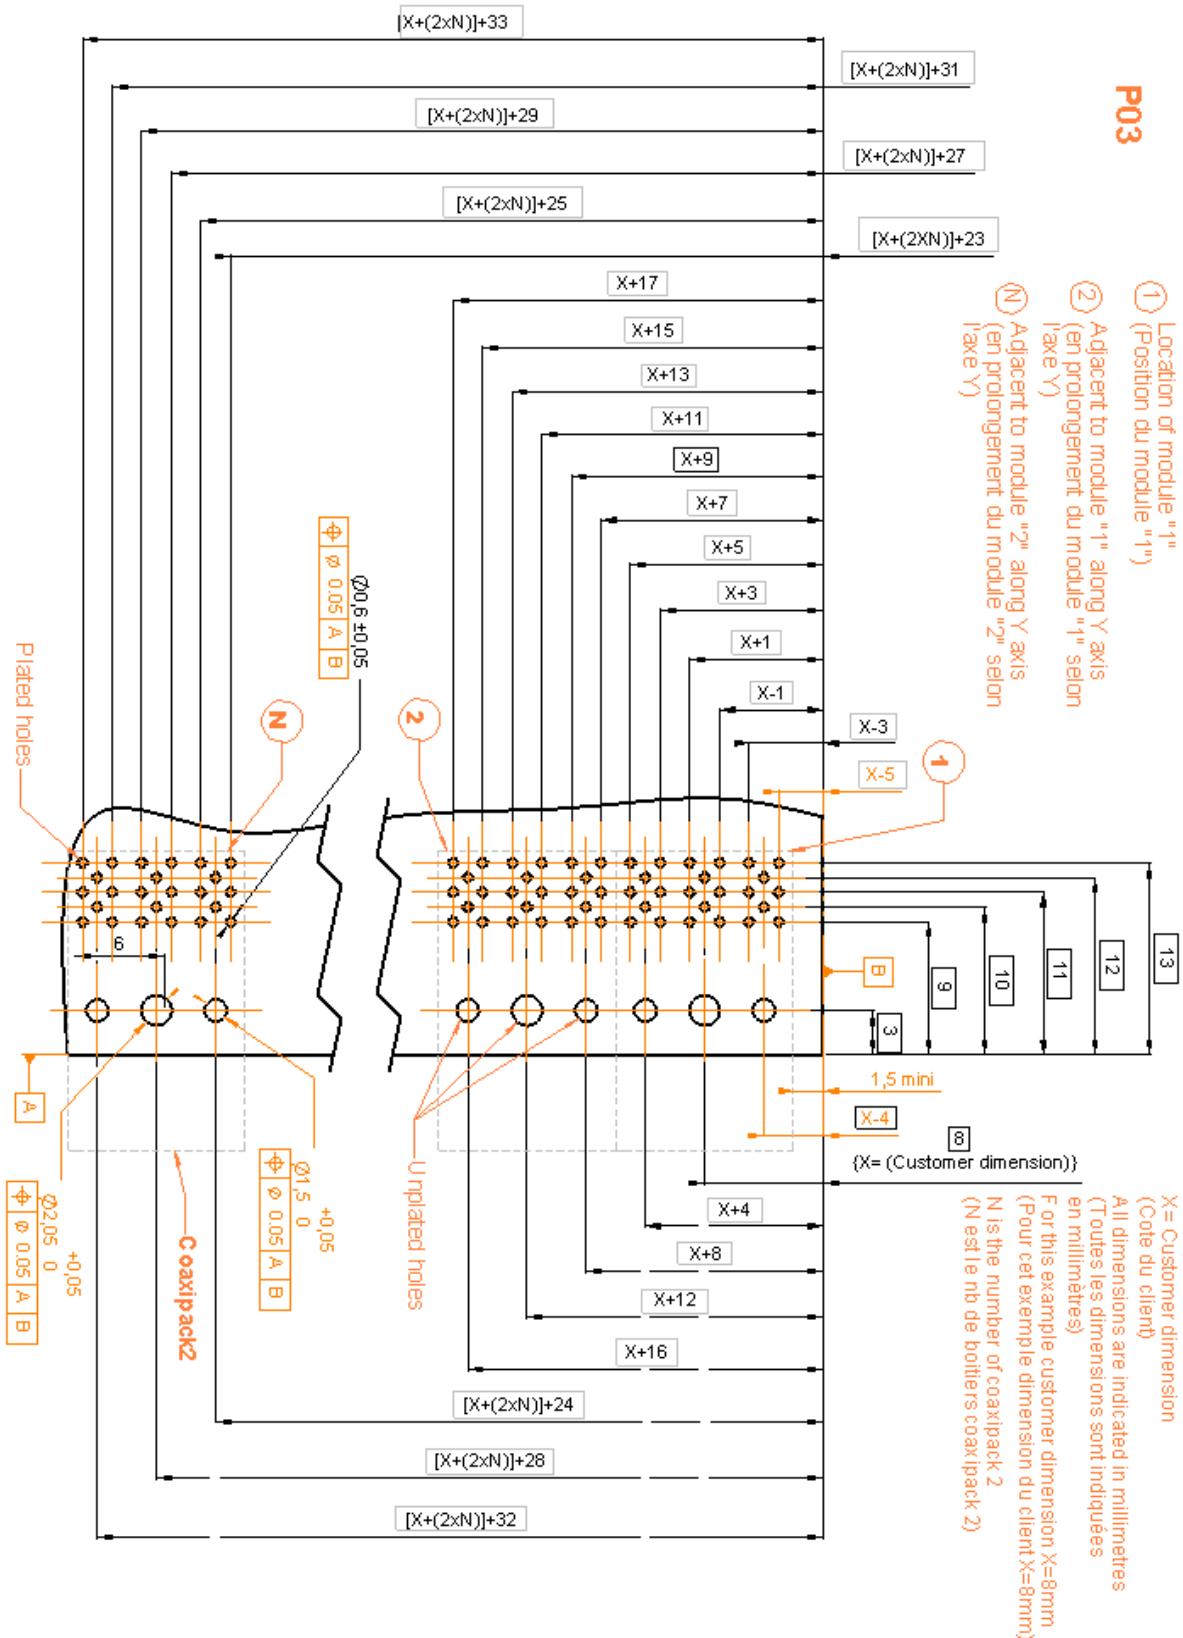 P03
[X+(2xN)]+33
[X+(2xN)]+31
[X+(2xN)]+29
[X+(2xN)]+27
[X+(2xN)]+25
[X+(2XN)]+23
X+17
X+15
X+13
X+11
X+9
X+7
X+5
X+3
X+1
X-1
X-3
X-5
1 Location of module "1"
(Position du module "1")
2 Adjacent to module "1" along Y axis
(en prolongement du module "1" selon
l'axe Y)
N Adjacent to module "2" along Y axis
(en prolongement du module "2" selon
l'axe Y)
Ø0,6 ±0,05
⌖ Ø 0.05 A B
Plated holes
N
2
1
6
B
13
12
11
10
9
3
1,5 mini
X-4
8
{X= (Customer dimension)}
X+4
X+8
X+12
X+16
[X+(2xN)]+24
[X+(2xN)]+28
[X+(2xN)]+32
A
Unplated holes
+0,05
Ø1,5 0
⌖ Ø 0.05 A B
+0,05
Ø2,05 0
⌖ Ø 0.05 A B
Coaxipack2
X= Customer dimension
(Cote du client)
All dimensions are indicated in millimetres
(Toutes les dimensions sont indiquées
en millimètres)
For this example customer dimension X=8mm
(Pour cet exemple dimension du client X=8mm)
N is the number of coaxipack 2
(N est le nb de boitiers coaxipack 2)